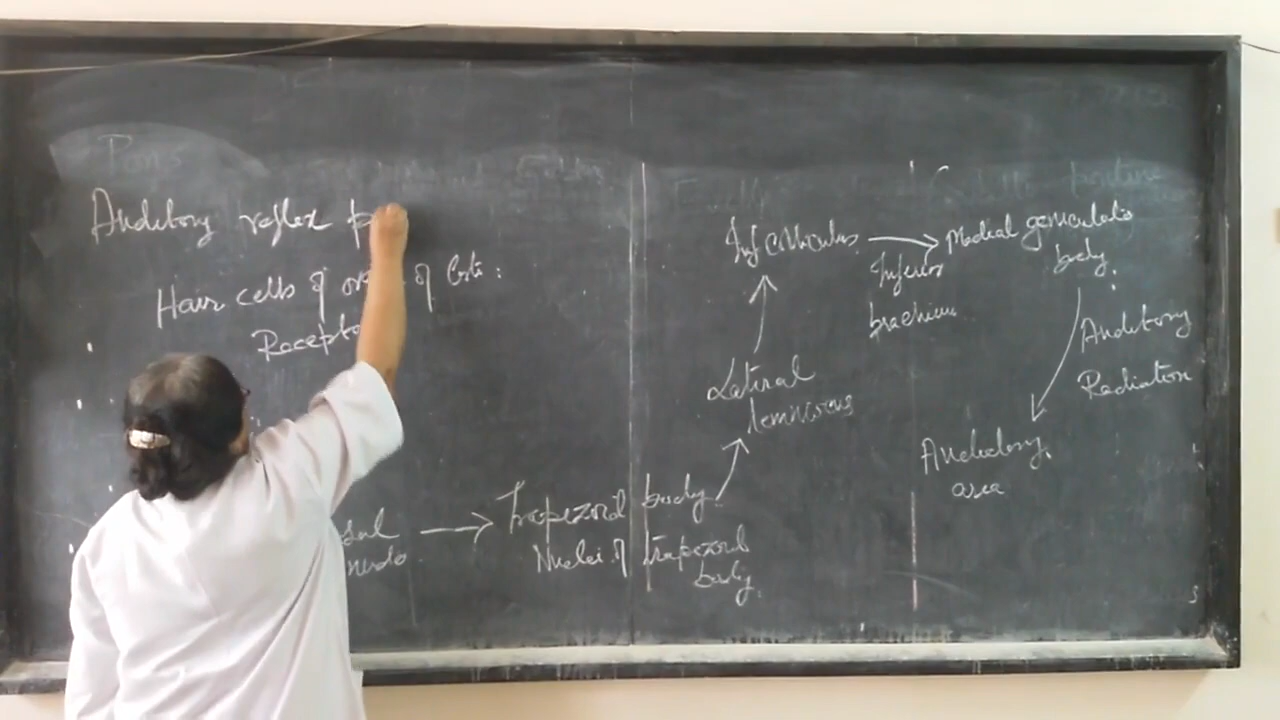 Pons
Auditory reflex p
Hair cells of of Corti:
Recepto
Trapezoid body
Nuclei of trapezoid
body.
Lateral
lemniscus
Inf colliculus
Inferior
brachium
Medial geniculate
body.
Auditory
Radiation
Auditory
area